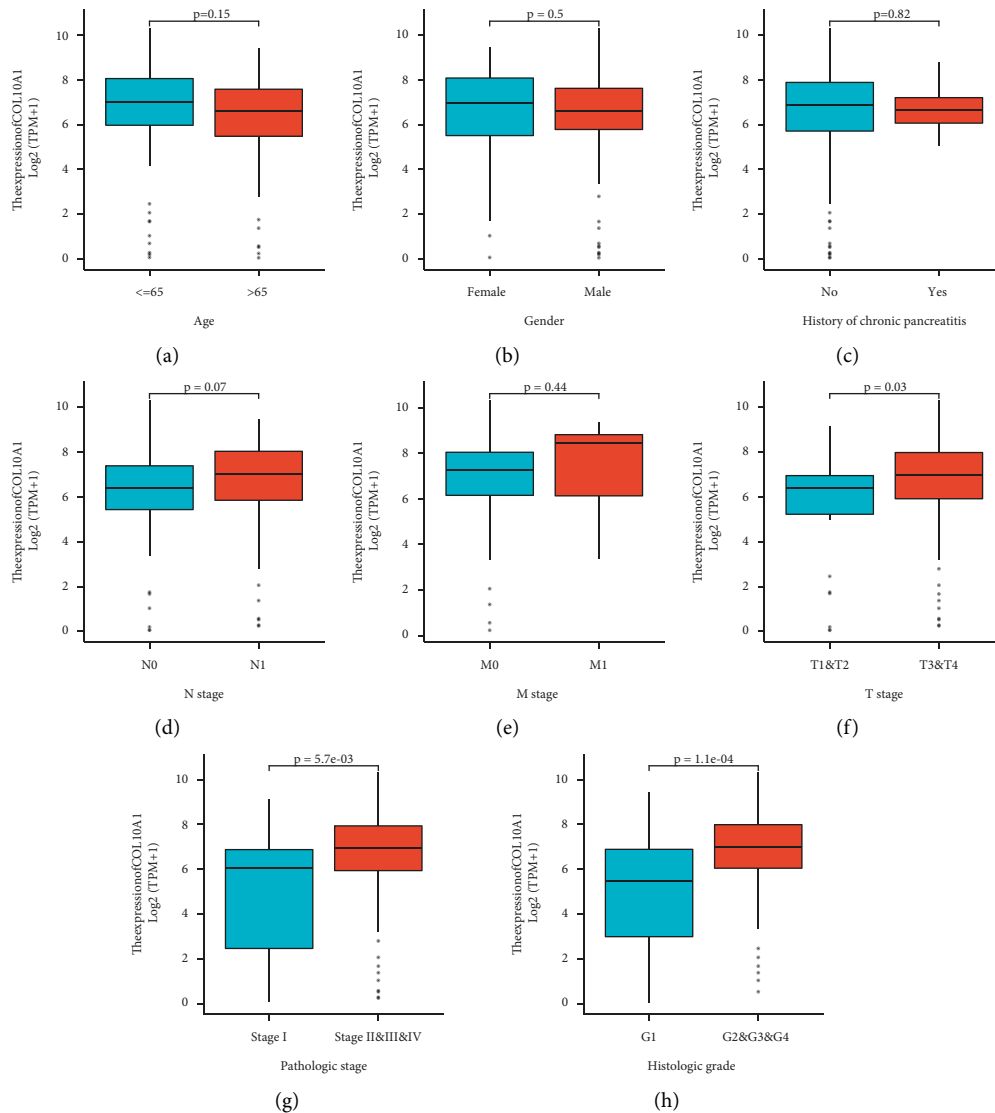 p=0.15
10
8
6
4
2
0
TheexpressionofCOL10A1
Log2 (TPM+1)
<=65 >65
Age
(a)
p = 0.5
10
8
6
4
2
0
TheexpressionofCOL10A1
Log2 (TPM+1)
Female Male
Gender
(b)
p=0.82
10
8
6
4
2
0
TheexpressionofCOL10A1
Log2 (TPM+1)
No Yes
History of chronic pancreatitis
(c)
p = 0.07
10
8
6
4
2
0
TheexpressionofCOL10A1
Log2 (TPM+1)
N0 N1
N stage
(d)
p = 0.44
10
8
6
4
2
0
TheexpressionofCOL10A1
Log2 (TPM+1)
M0 M1
M stage
(e)
p = 0.03
10
8
6
4
2
0
TheexpressionofCOL10A1
Log2 (TPM+1)
T1&T2 T3&T4
T stage
(f)
p = 5.7e-03
10
8
6
4
2
0
TheexpressionofCOL10A1
Log2 (TPM+1)
Stage I Stage II&III&IV
Pathologic stage
(g)
p = 1.1e-04
10
8
6
4
2
0
TheexpressionofCOL10A1
Log2 (TPM+1)
G1 G2&G3&G4
Histologic grade
(h)